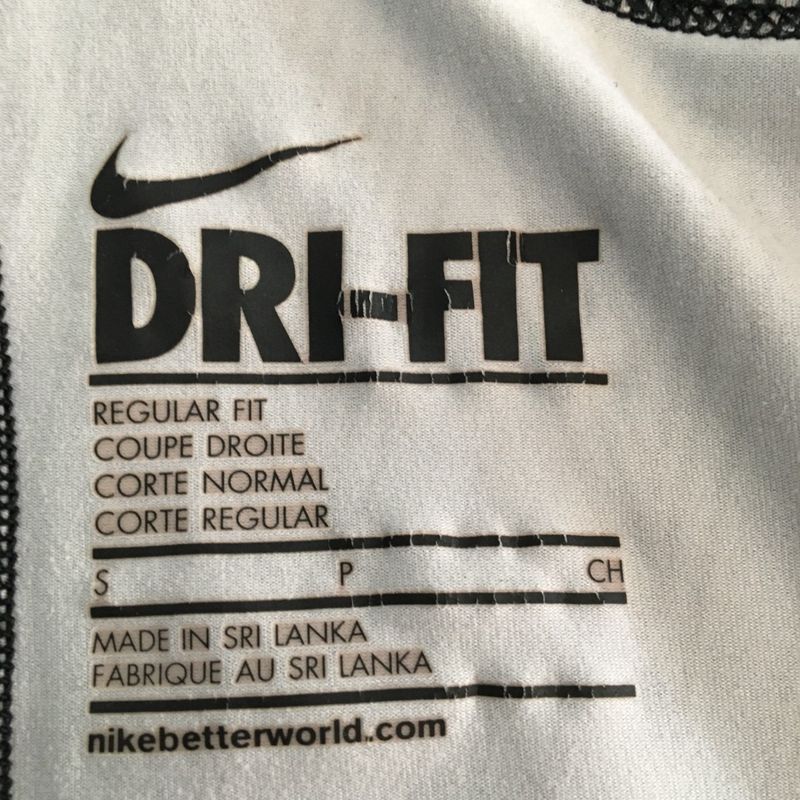 DRI-FIT
REGULAR FIT
COUPE DROITE
CORTE NORMAL
CORTE REGULAR
S P CH
MADE IN SRI LANKA
FABRIQUE AU SRI LANKA
nikebetterworld.com